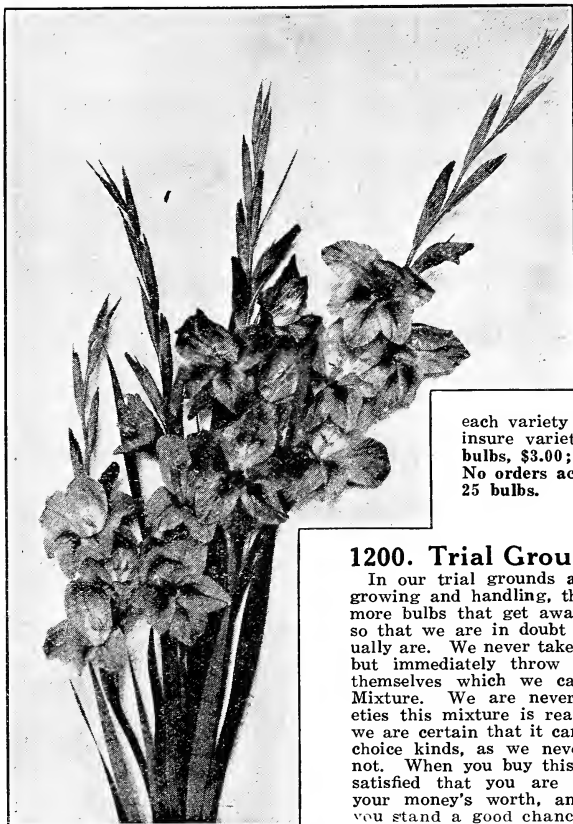 each variety
insure variet
bulbs, $3.00;
No orders ac
25 bulbs.
1200. Trial Grou
In our trial grounds a
growing and handling, th
more bulbs that get awa
so that we are in doubt
ually are. We never take
but immediately throw
themselves which we ca
Mixture. We are never
eties this mixture is rea
we are certain that it car
choice kinds, as we neve
not. When you buy this
satisfied that you are
your money's worth, an
you stand a good chanc